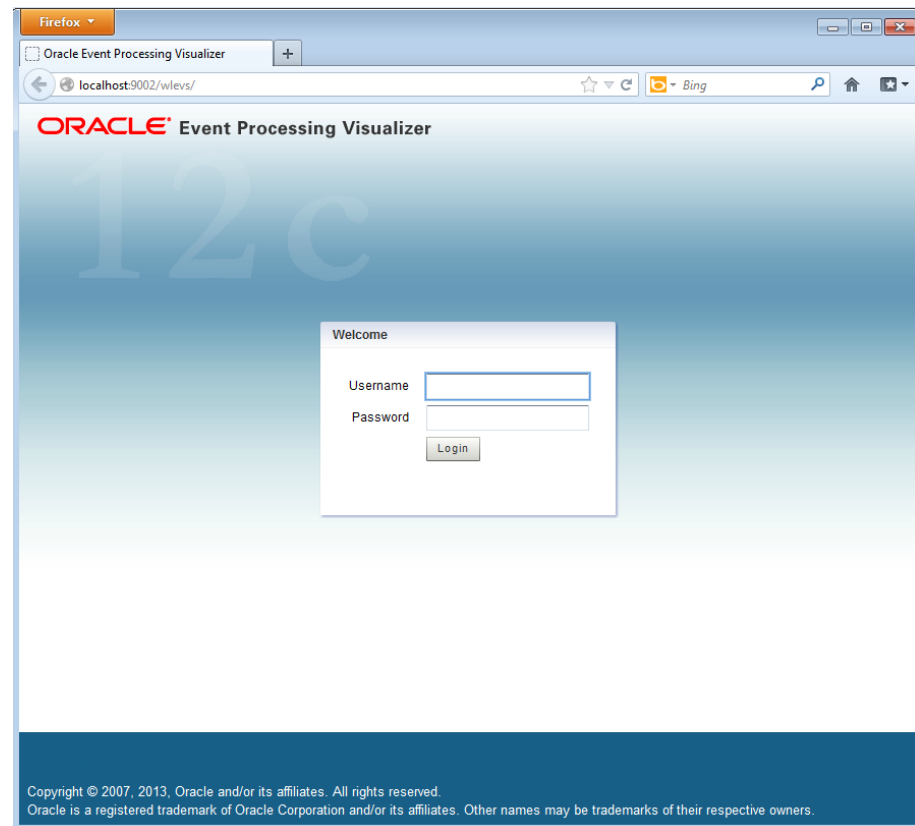 Firefox
Oracle Event Processing Visualizer
localhost:9002/wlevs/
Bing
ORACLE Event Processing Visualizer
12c
Welcome
Username
Password
Login
Copyright © 2007, 2013, Oracle and/or its affiliates. All rights reserved.
Oracle is a registered trademark of Oracle Corporation and/or its affiliates. Other names may be trademarks of their respective owners.